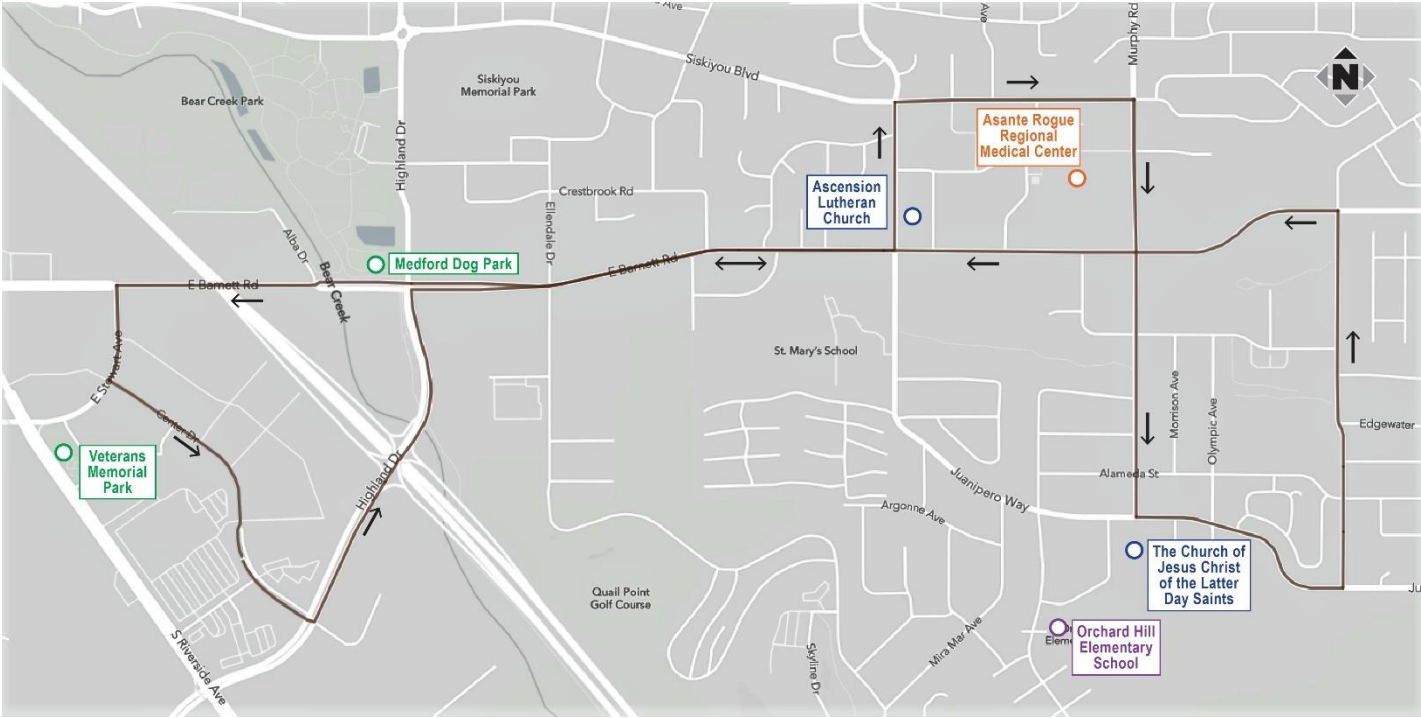 Ave
Ave
Murphy Rd
Siskiyou Blvd
N
Siskiyou
Memorial Park
Bear Creek Park
Highland Dr
Asante Rogue
Regional
Medical Center
Ascension
Lutheran
Church
Crestbrook Rd
Ellendale Dr
Alba Dr
Bear Creek
Medford Dog Park
E Barnett Rd
E Barnett Rd
E Stewart Ave
St. Mary's School
Morrison Ave
Olympic Ave
Edgewater
Center Dr
Veterans
Memorial
Park
Highland Dr
Alameda St
Juanipero Way
Argonne Ave
The Church of
Jesus Christ
of the Latter
Day Saints
Quail Point
Golf Course
Ju
S Riverside Ave
Skyline Dr
Mira Mar Ave
Orchard Hill
Elementary
School